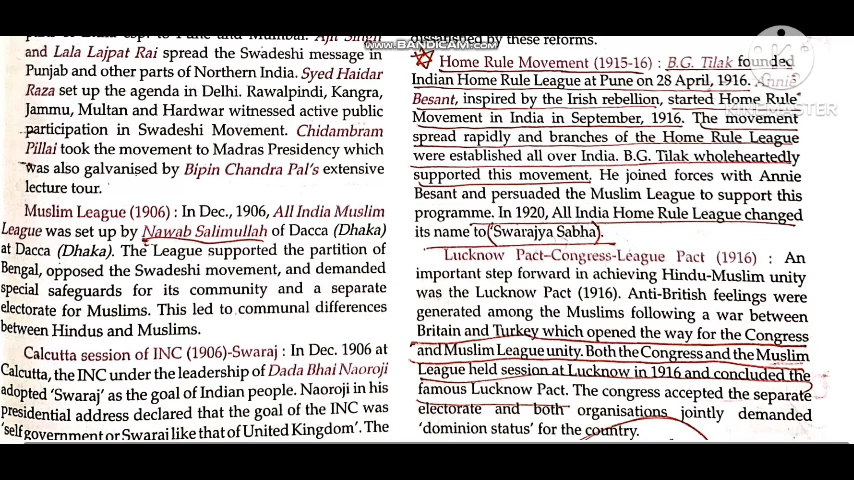 parts of
and Lala Lajpat Rai spread the Swadeshi message in
Punjab and other parts of Northern India. Syed Haidar
Raza set up the agenda in Delhi. Rawalpindi, Kangra,
Jammu, Multan and Hardwar witnessed active public
participation in Swadeshi Movement. Chidambram
Pillai took the movement to Madras Presidency which
was also galvanised by Bipin Chandra Pal's extensive
lecture tour.
Muslim League (1906) : In Dec., 1906, All India Muslim
League was set up by Nawab Salimullah of Dacca (Dhaka)
at Dacca (Dhaka). The League supported the partition of
Bengal, opposed the Swadeshi movement, and demanded
special safeguards for its community and a separate
electorate for Muslims. This led to communal differences
between Hindus and Muslims.
Calcutta session of INC (1906)-Swaraj : In Dec. 1906 at
Calcutta, the INC under the leadership of Dada Bhai Naoroji
adopted 'Swaraj' as the goal of Indian people. Naoroji in his
presidential address declared that the goal of the INC was
'self government or Swaraj like that of United Kingdom'. The
by these reforms.
Home Rule Movement (1915-16) : B.G. Tilak founded
Indian Home Rule League at Pune on 28 April, 1916. Annie
Besant, inspired by the Irish rebellion, started Home Rule
Movement in India in September, 1916. The movement
spread rapidly and branches of the Home Rule League
were established all over India. B.G. Tilak wholeheartedly
supported this movement. He joined forces with Annie
Besant and persuaded the Muslim League to support this
programme. In 1920, All India Home Rule League changed
its name to 'Swarajya Sabha'.
Lucknow Pact-Congress-League Pact (1916) : An
important step forward in achieving Hindu-Muslim unity
was the Lucknow Pact (1916). Anti-British feelings were
generated among the Muslims following a war between
Britain and Turkey which opened the way for the Congress
and Muslim League unity. Both the Congress and the Muslim
League held session at Lucknow in 1916 and concluded the
famous Lucknow Pact. The congress accepted the separate
electorate and both organisations jointly demanded
'dominion status' for the country.
www.BANDICAM.com
KINEMASTER